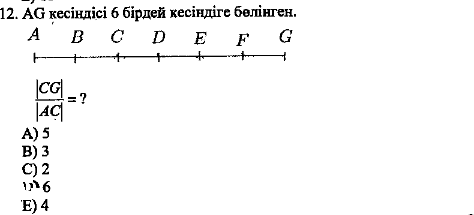 12. AG кесіндісі 6 бірдей кесіндіге бөлінген.
A B C D E F G
|CG|
|AC| = ?
A) 5
B) 3
C) 2
6
E) 4